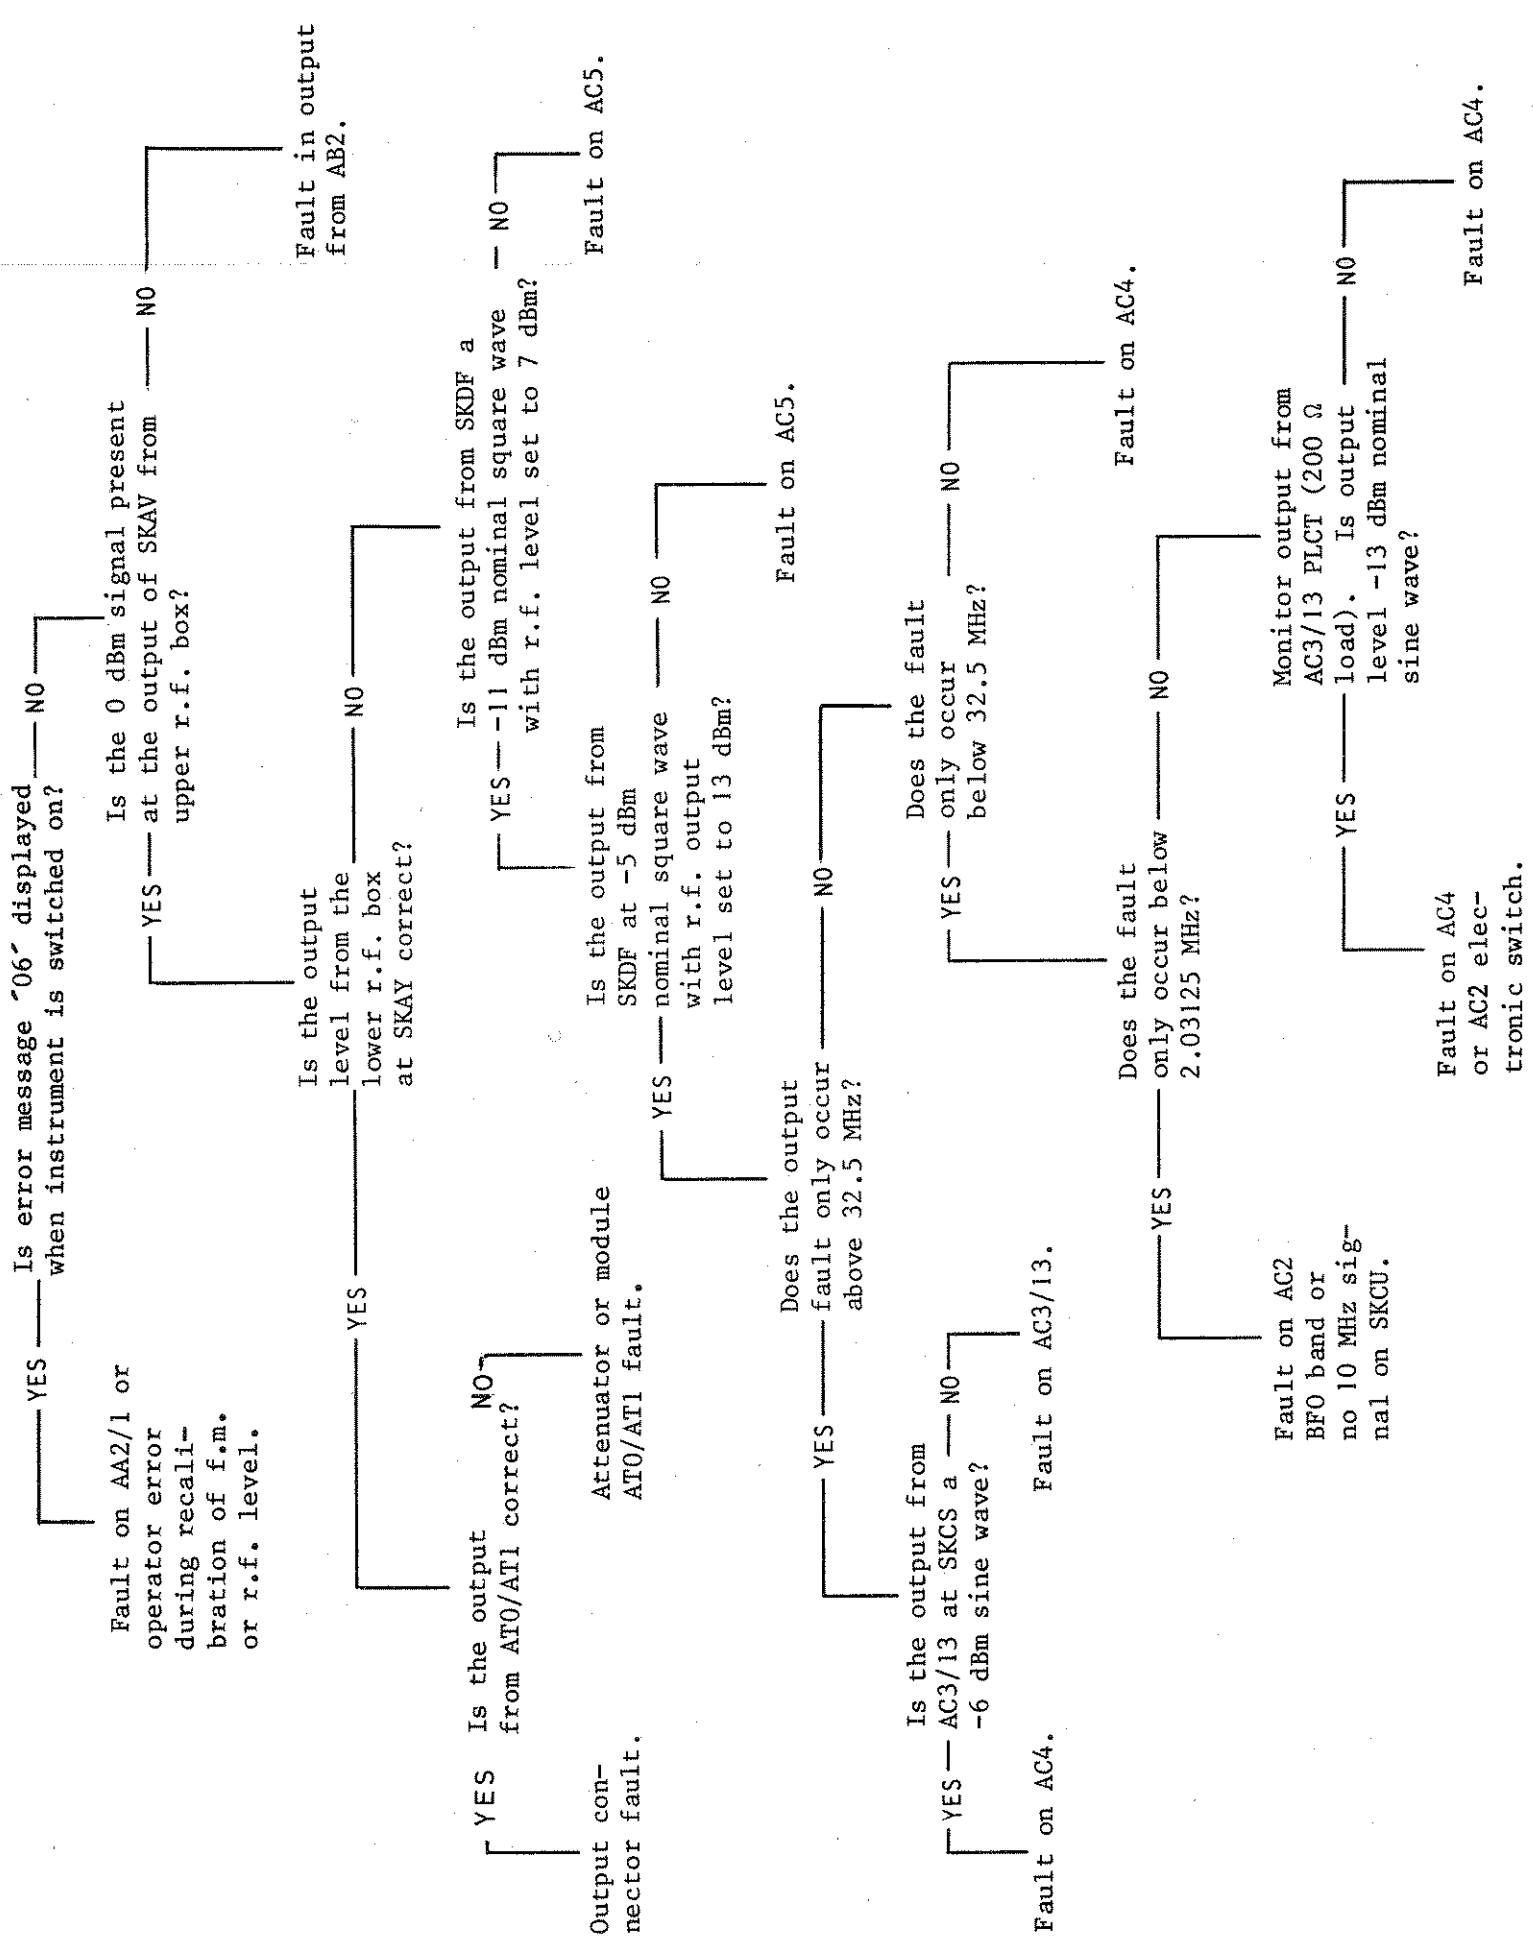 YES
Is error message ´06´ displayed
when instrument is switched on?
NO
Fault on AA2/1 or
operator error
during recali-
bration of f.m.
or r.f. level.
YES
Is the 0 dBm signal present
at the output of SKAV from
upper r.f. box?
NO
Fault in output
from AB2.
YES
Is the output
level from the
lower r.f. box
at SKAY correct?
NO
YES
Is the output
from AT0/AT1 correct?
NO
Output con-
nector fault.
Attenuator or module
AT0/AT1 fault.
YES
Is the output from SKDF a
-11 dBm nominal square wave
with r.f. level set to 7 dBm?
NO
Fault on AC5.
YES
Is the output from
SKDF at -5 dBm
nominal square wave
with r.f. output
level set to 13 dBm?
NO
Fault on AC5.
YES
Does the output
fault only occur
above 32.5 MHz?
NO
YES
Is the output from
AC3/13 at SKCS a
-6 dBm sine wave?
NO
Fault on AC4.
Fault on AC3/13.
YES
Does the fault
only occur
below 32.5 MHz?
NO
Fault on AC4.
YES
Does the fault
only occur below
2.03125 MHz?
NO
Fault on AC2
BFO band or
no 10 MHz sig-
nal on SKCU.
YES
Monitor output from
AC3/13 PLCT (200 Ω
load). Is output
level -13 dBm nominal
sine wave?
NO
Fault on AC4
or AC2 elec-
tronic switch.
Fault on AC4.